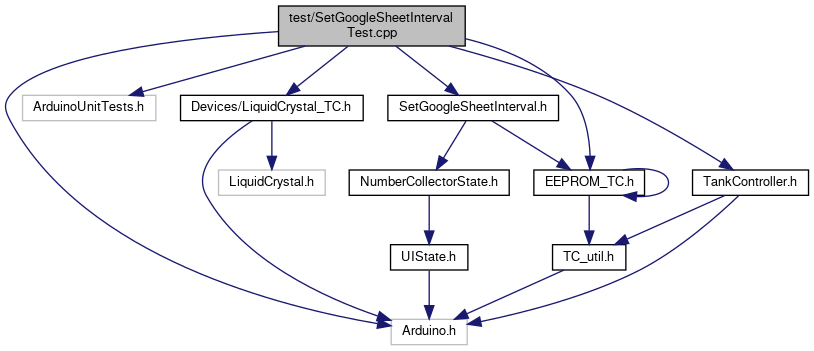 test/SetGoogleSheetInterval
Test.cpp
ArduinoUnitTests.h
Devices/LiquidCrystal_TC.h
SetGoogleSheetInterval.h
LiquidCrystal.h
NumberCollectorState.h
EEPROM_TC.h
TankController.h
UIState.h
TC_util.h
Arduino.h